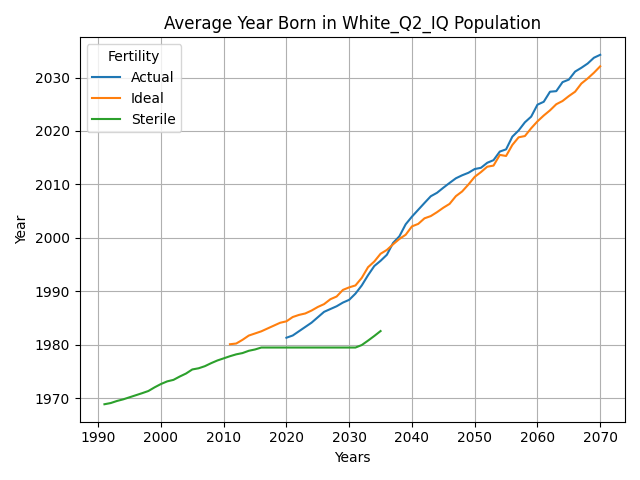 Average Year Born in White_Q2_IQ Population
Fertility
Actual
Ideal
Sterile
2030
2020
2010
2000
1990
1980
1970
Year
1990
2000
2010
2020
2030
2040
2050
2060
2070
Years